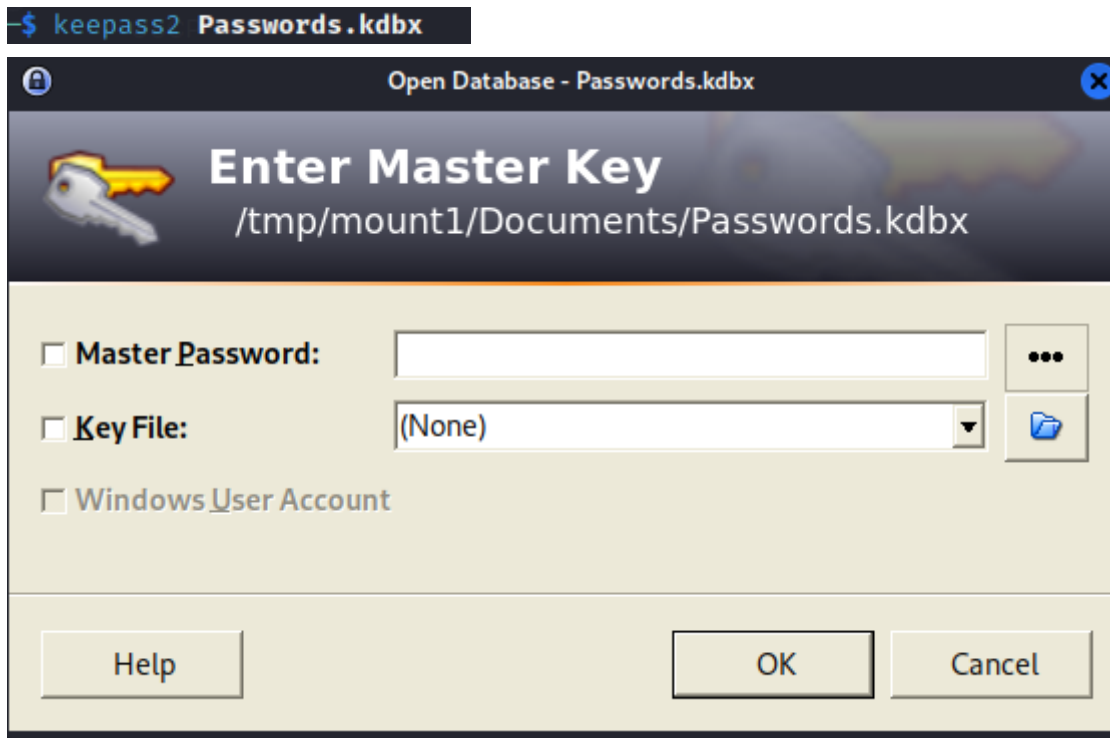 -$ keepass2 Passwords.kdbx
Open Database - Passwords.kdbx
Enter Master Key
/tmp/mount1/Documents/Passwords.kdbx
Master Password:
Key File: (None)
Windows User Account
Help OK Cancel